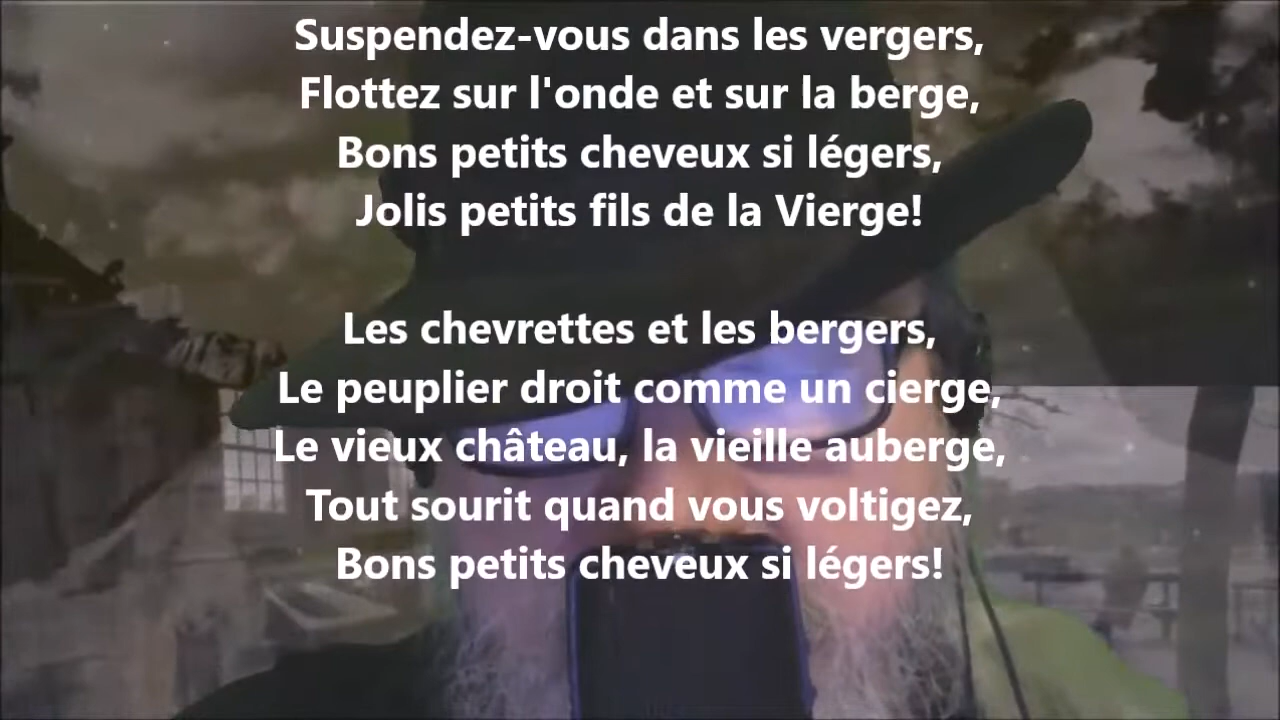 Suspendez-vous dans les vergers,
Flottez sur l'onde et sur la berge,
Bons petits cheveux si légers,
Jolis petits fils de la Vierge!
Les chevrettes et les bergers,
Le peuplier droit comme un cierge,
Le vieux château, la vieille auberge,
Tout sourit quand vous voltigez,
Bons petits cheveux si légers!